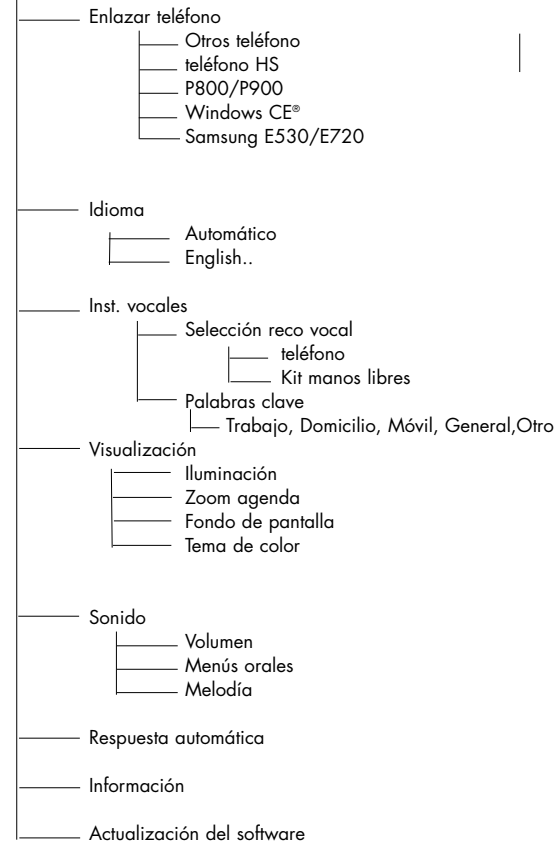 Enlazar teléfono
Otros teléfono
teléfono HS
P800/P900
Windows CE®
Samsung E530/E720
Idioma
Automático
English..
Inst. vocales
Selección reco vocal
teléfono
Kit manos libres
Palabras clave
Trabajo, Domicilio, Móvil, General,Otro
Visualización
Iluminación
Zoom agenda
Fondo de pantalla
Tema de color
Sonido
Volumen
Menús orales
Melodía
Respuesta automática
Información
Actualización del software